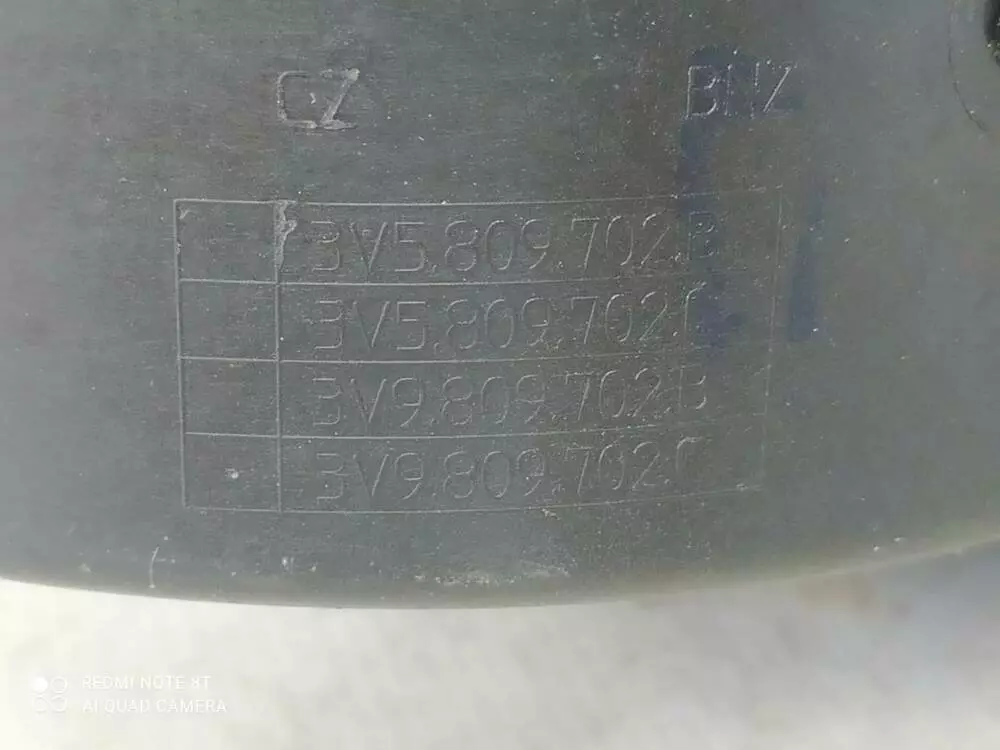 CZ BNZ
3V5.809.702.B
3V5.809.702.C
3V9.809.702.B
3V9.809.702.C
REDMI NOTE 8T
AI QUAD CAMERA